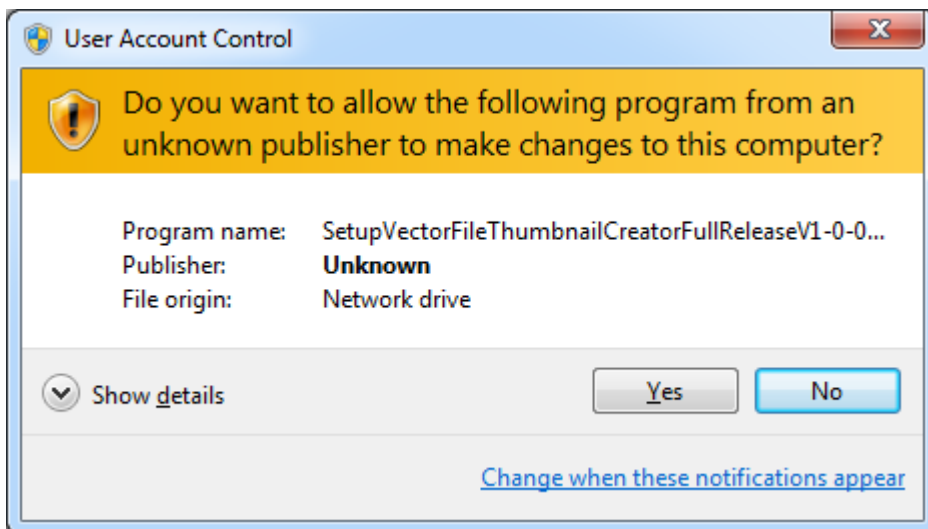 User Account Control
Do you want to allow the following program from an
unknown publisher to make changes to this computer?
Program name: SetupVectorFileThumbnailCreatorFullReleaseV1-0-0...
Publisher: Unknown
File origin: Network drive
Show details
Yes
No
Change when these notifications appear